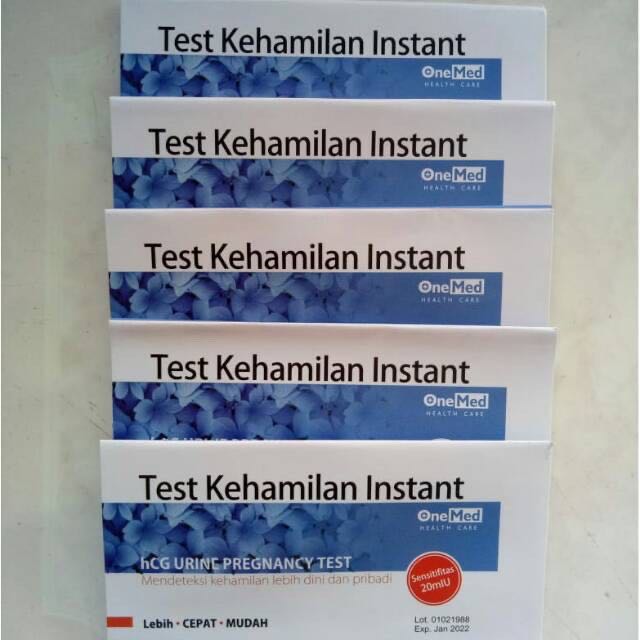 Test Kehamilan Instant
OneMed
HEALTH CARE
Test Kehamilan Instant
OneMed
HEALTH CARE
Test Kehamilan Instant
OneMed
HEALTH CARE
Test Kehamilan Instant
OneMed
HEALTH CARE
Test Kehamilan Instant
OneMed
HEALTH CARE
hCG URINE PREGNANCY TEST
Mendeteksi kehamilan lebih dini dan pribadi
Sensitifitas
20mIU
Lebih • CEPAT • MUDAH
Lot. 01021988
Exp. Jan 2022